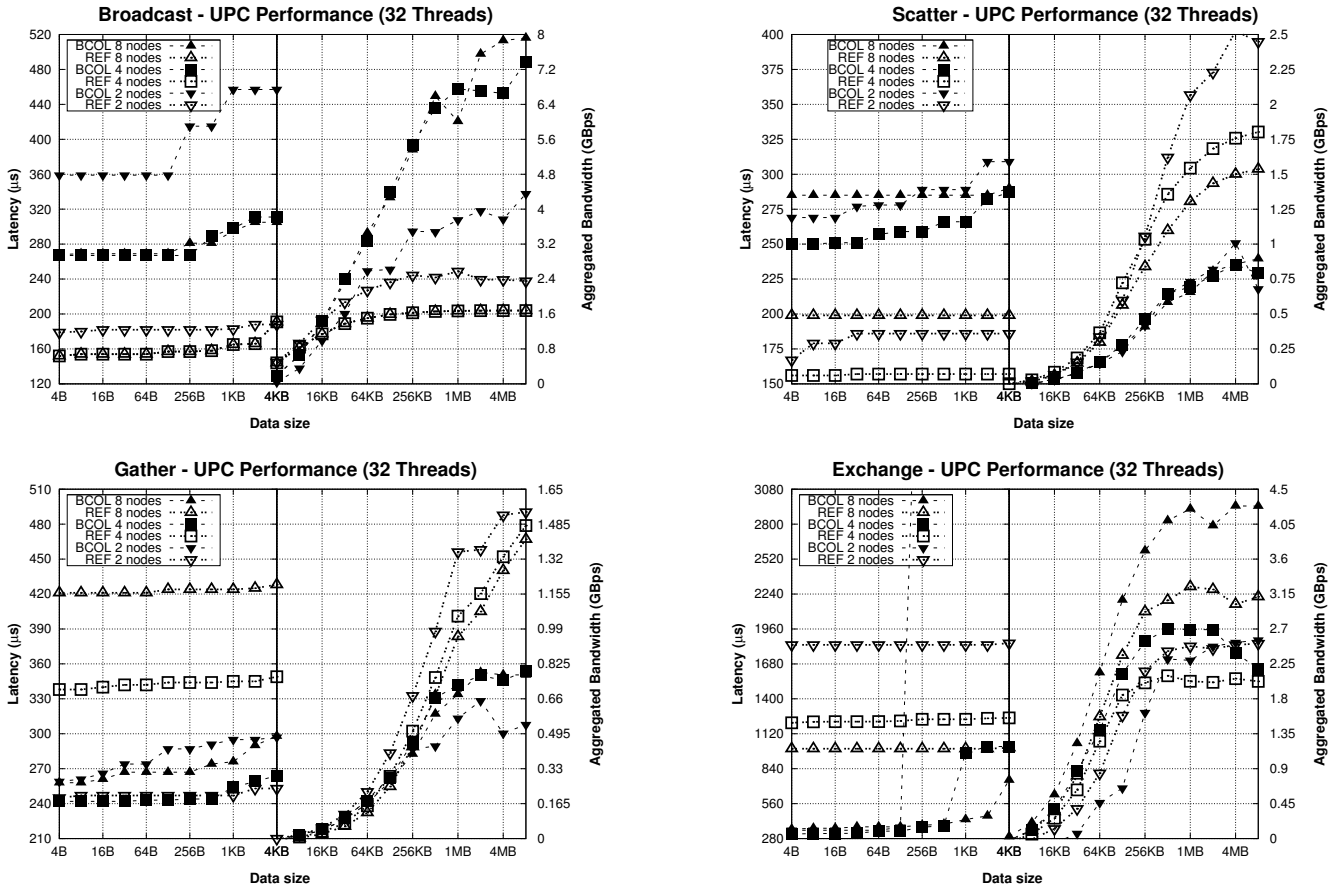 Broadcast - UPC Performance (32 Threads)
BCOL 8 nodes
REF 8 nodes
BCOL 4 nodes
REF 4 nodes
BCOL 2 nodes
REF 2 nodes
Latency (μs)
520
480
440
400
360
320
280
240
200
160
120
Aggregated Bandwidth (GBps)
8
7.2
6.4
5.6
4.8
4
3.2
2.4
1.6
0.8
0
4B 16B 64B 256B 1KB 4KB 16KB 64KB 256KB 1MB 4MB
Data size
Scatter - UPC Performance (32 Threads)
BCOL 8 nodes
REF 8 nodes
BCOL 4 nodes
REF 4 nodes
BCOL 2 nodes
REF 2 nodes
Latency (μs)
400
375
350
325
300
275
250
225
200
175
150
Aggregated Bandwidth (GBps)
2.5
2.25
2
1.75
1.5
1.25
1
0.75
0.5
0.25
0
4B 16B 64B 256B 1KB 4KB 16KB 64KB 256KB 1MB 4MB
Data size
Gather - UPC Performance (32 Threads)
BCOL 8 nodes
REF 8 nodes
BCOL 4 nodes
REF 4 nodes
BCOL 2 nodes
REF 2 nodes
Latency (μs)
510
480
450
420
390
360
330
300
270
240
210
Aggregated Bandwidth (GBps)
1.65
1.485
1.32
1.155
0.99
0.825
0.66
0.495
0.33
0.165
0
4B 16B 64B 256B 1KB 4KB 16KB 64KB 256KB 1MB 4MB
Data size
Exchange - UPC Performance (32 Threads)
BCOL 8 nodes
REF 8 nodes
BCOL 4 nodes
REF 4 nodes
BCOL 2 nodes
REF 2 nodes
Latency (μs)
3080
2800
2520
2240
1960
1680
1400
1120
840
560
280
Aggregated Bandwidth (GBps)
4.5
4.05
3.6
3.15
2.7
2.25
1.8
1.35
0.9
0.45
0
4B 16B 64B 256B 1KB 4KB 16KB 64KB 256KB 1MB 4MB
Data size